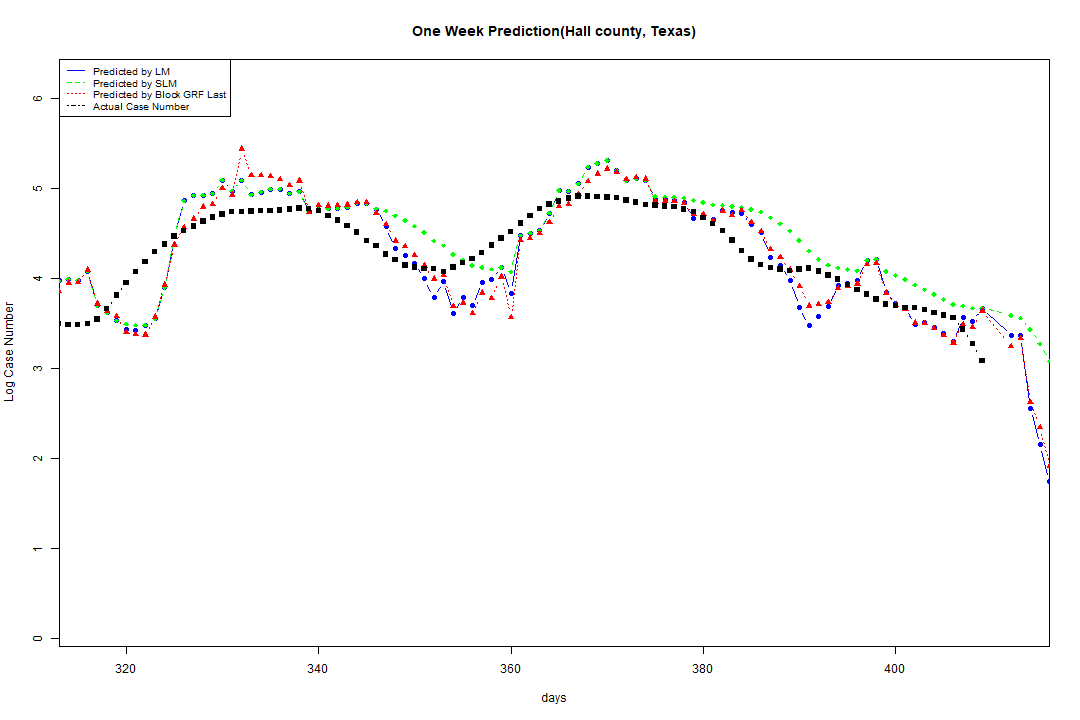 One Week Prediction(Hall county, Texas)
Predicted by LM
Predicted by SLM
Predicted by Block GRF Last
Actual Case Number
6
5
4
3
2
1
0
Log Case Number
320
340
360
380
400
days